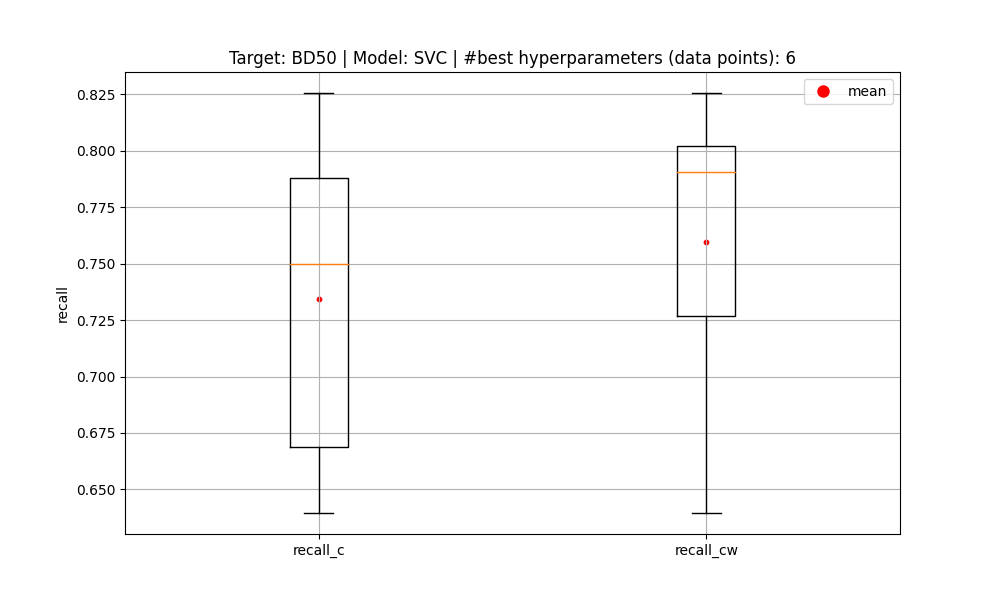 Target: BD50 | Model: SVC | #best hyperparameters (data points): 6
mean
0.825
0.800
0.775
0.750
0.725
0.700
0.675
0.650
recall
recall_c
recall_cw